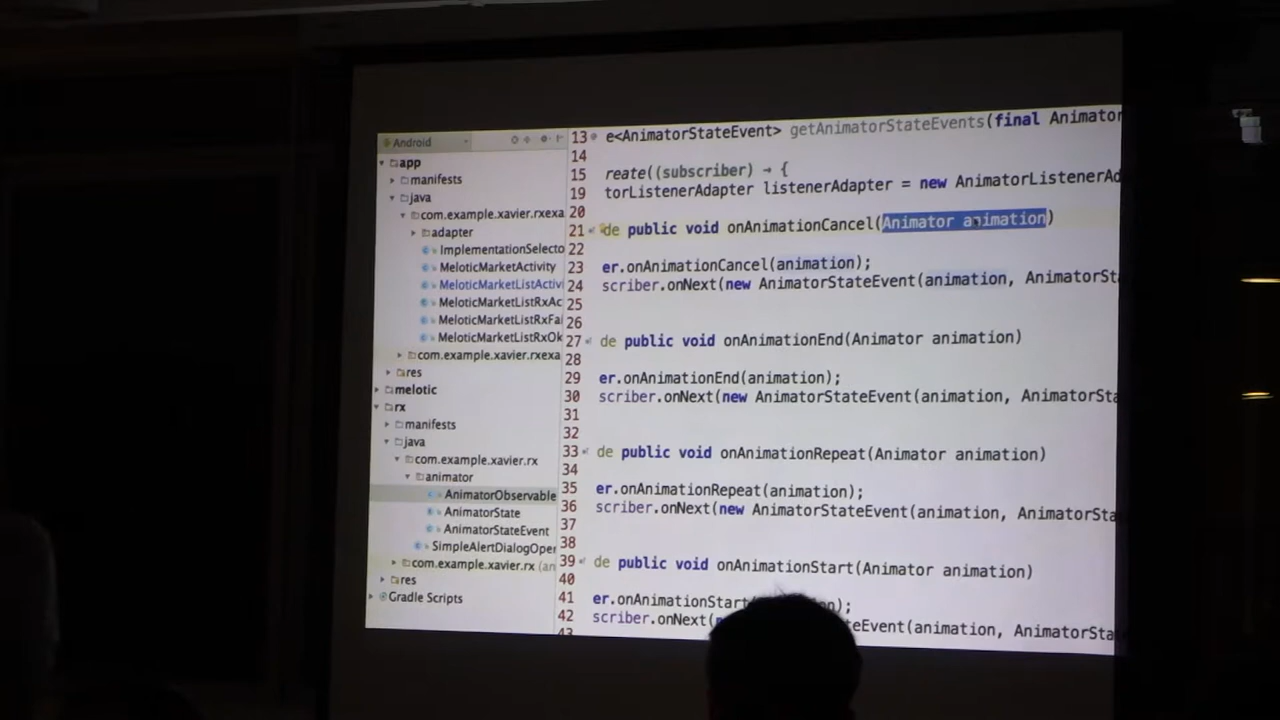 Android
app
manifests
java
com.example.xavier.rxexa
adapter
ImplementationSelecto
MeloticMarketActivity
MeloticMarketListActivi
MeloticMarketListRxAc
MeloticMarketListRxFai
MeloticMarketListRxOk
com.example.xavier.rxexa
res
melotic
rx
manifests
java
com.example.xavier.rx
animator
AnimatorObservable
AnimatorState
AnimatorStateEvent
SimpleAlertDialogOper
com.example.xavier.rx (an
res
Gradle Scripts
13 e<AnimatorStateEvent> getAnimatorStateEvents(final Animator
14
15 reate((subscriber) → {
19 torListenerAdapter listenerAdapter = new AnimatorListenerAd
20
21 de public void onAnimationCancel(Animator animation)
22
23 er.onAnimationCancel(animation);
24 scriber.onNext(new AnimatorStateEvent(animation, AnimatorSt
25
26
27 de public void onAnimationEnd(Animator animation)
28
29 er.onAnimationEnd(animation);
30 scriber.onNext(new AnimatorStateEvent(animation, AnimatorSta
31
32
33 de public void onAnimationRepeat(Animator animation)
34
35 er.onAnimationRepeat(animation);
36 scriber.onNext(new AnimatorStateEvent(animation, AnimatorSta
37
38
39 de public void onAnimationStart(Animator animation)
40
41 er.onAnimationStart
42 scriber.onNext( eEvent(animation, AnimatorSta
43